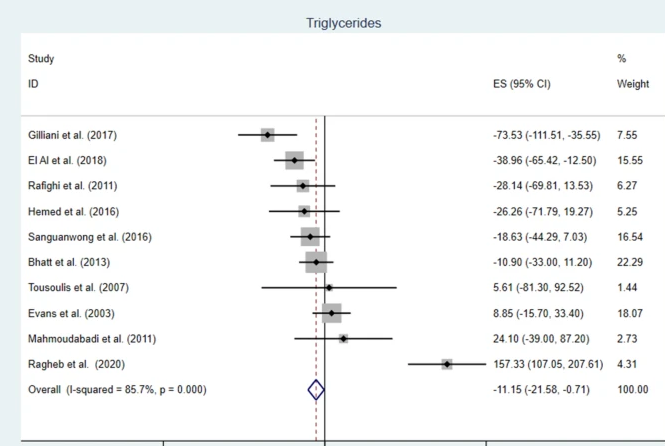 Triglycerides
Study %
ID ES (95% CI) Weight
Gilliani et al. (2017) -73.53 (-111.51, -35.55) 7.55
El Al et al. (2018) -38.96 (-65.42, -12.50) 15.55
Rafighi et al. (2011) -28.14 (-69.81, 13.53) 6.27
Hemed et al. (2016) -26.26 (-71.79, 19.27) 5.25
Sanguanwong et al. (2016) -18.63 (-44.29, 7.03) 16.54
Bhatt et al. (2013) -10.90 (-33.00, 11.20) 22.29
Tousoulis et al. (2007) 5.61 (-81.30, 92.52) 1.44
Evans et al. (2003) 8.85 (-15.70, 33.40) 18.07
Mahmoudabadi et al. (2011) 24.10 (-39.00, 87.20) 2.73
Ragheb et al. (2020) 157.33 (107.05, 207.61) 4.31
Overall (I-squared = 85.7%, p = 0.000) -11.15 (-21.58, -0.71) 100.00